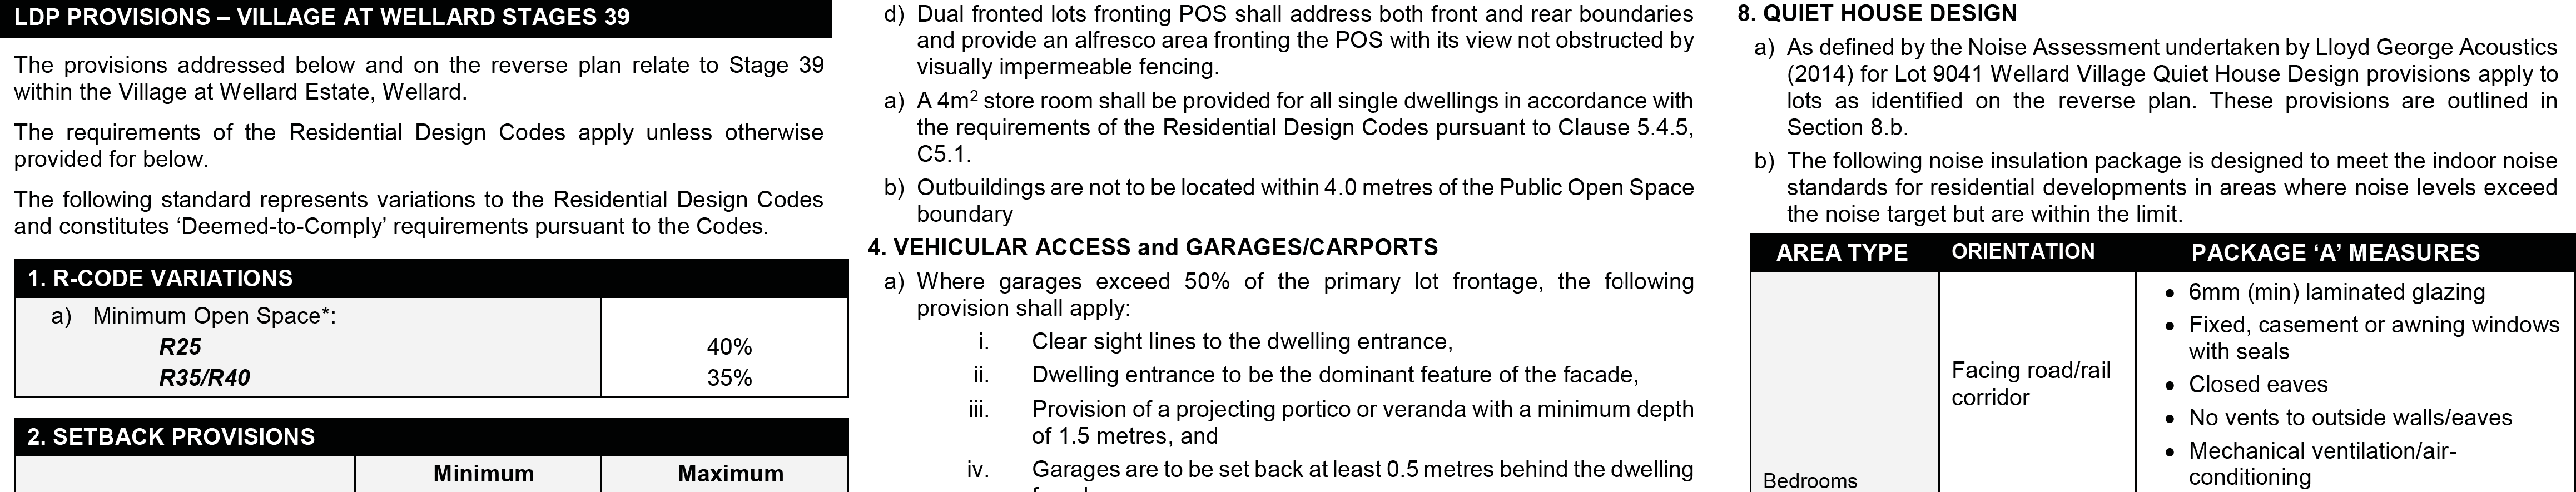 LDP PROVISIONS – VILLAGE AT WELLARD STAGES 39
The provisions addressed below and on the reverse plan relate to Stage 39
within the Village at Wellard Estate, Wellard.
The requirements of the Residential Design Codes apply unless otherwise
provided for below.
The following standard represents variations to the Residential Design Codes
and constitutes ‘Deemed-to-Comply’ requirements pursuant to the Codes.
1. R-CODE VARIATIONS
a) Minimum Open Space*:
R25 40%
R35/R40 35%
2. SETBACK PROVISIONS
Minimum Maximum
d) Dual fronted lots fronting POS shall address both front and rear boundaries
and provide an alfresco area fronting the POS with its view not obstructed by
visually impermeable fencing.
a) A 4m² store room shall be provided for all single dwellings in accordance with
the requirements of the Residential Design Codes pursuant to Clause 5.4.5,
C5.1.
b) Outbuildings are not to be located within 4.0 metres of the Public Open Space
boundary
4. VEHICULAR ACCESS and GARAGES/CARPORTS
a) Where garages exceed 50% of the primary lot frontage, the following
provision shall apply:
i. Clear sight lines to the dwelling entrance,
ii. Dwelling entrance to be the dominant feature of the facade,
iii. Provision of a projecting portico or veranda with a minimum depth
of 1.5 metres, and
iv. Garages are to be set back at least 0.5 metres behind the dwelling
8. QUIET HOUSE DESIGN
a) As defined by the Noise Assessment undertaken by Lloyd George Acoustics
(2014) for Lot 9041 Wellard Village Quiet House Design provisions apply to
lots as identified on the reverse plan. These provisions are outlined in
Section 8.b.
b) The following noise insulation package is designed to meet the indoor noise
standards for residential developments in areas where noise levels exceed
the noise target but are within the limit.
AREA TYPE ORIENTATION PACKAGE ‘A’ MEASURES
Bedrooms
Facing road/rail
corridor
• 6mm (min) laminated glazing
• Fixed, casement or awning windows
with seals
• Closed eaves
• No vents to outside walls/eaves
• Mechanical ventilation/air-
conditioning